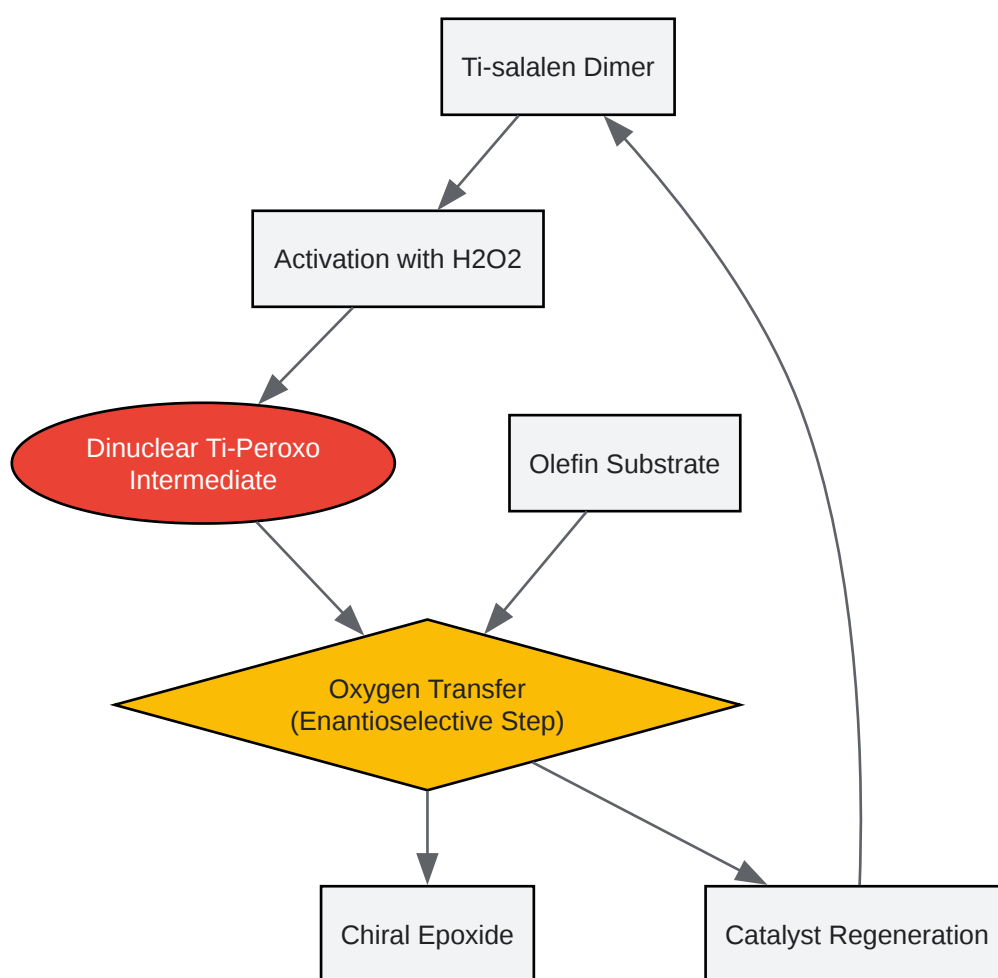 Ti-salalen Dimer
Activation with H2O2
Dinuclear Ti-Peroxo
Intermediate
Olefin Substrate
Oxygen Transfer
(Enantioselective Step)
Chiral Epoxide
Catalyst Regeneration